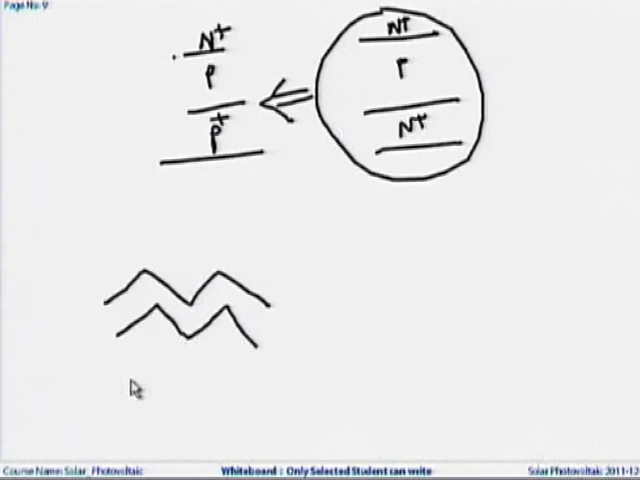 Page No: 9
N+
P
P+
N+
P
N+
Course Name: Solar_Photovoltaic
Whiteboard : Only Selected Student can write
Solar Photovoltaic 2011-12